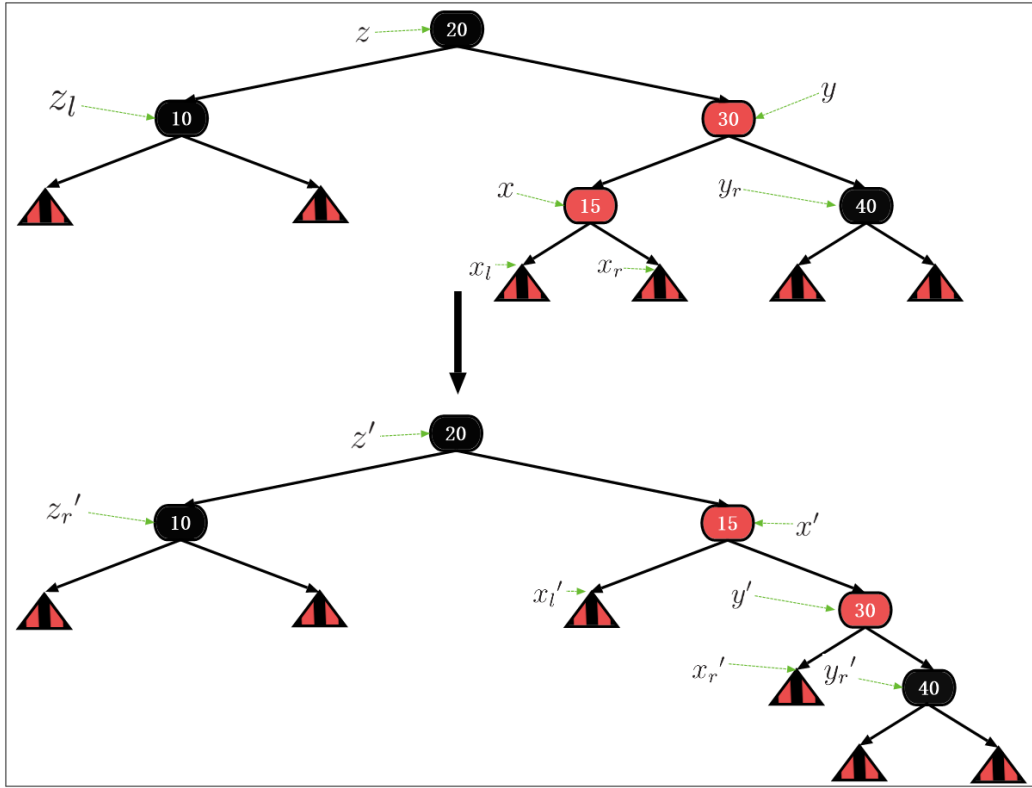 z 20
z_l 10 30 y
x 15 y_r 40
x_l x_r
z' 20
z_r' 10 15 x'
x_l' y' 30
x_r' y_r' 40